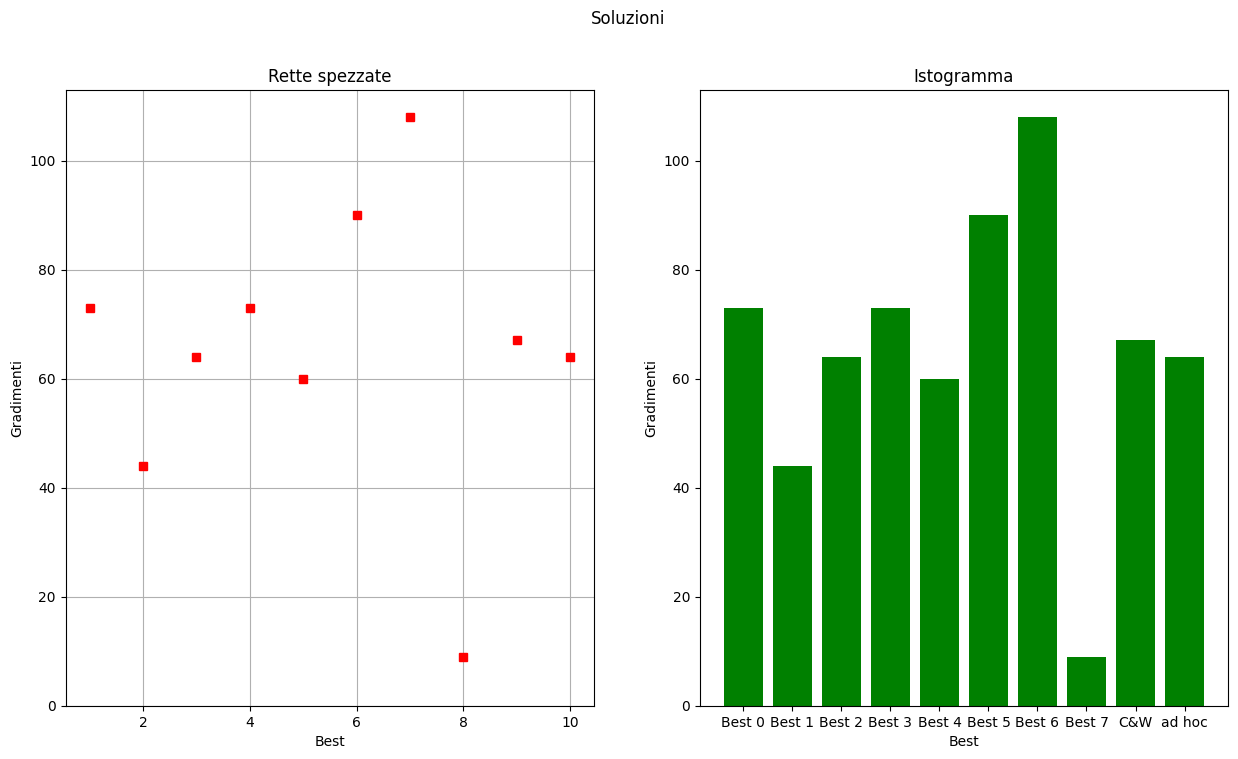 Soluzioni
Rette spezzate
100
80
60
40
20
0
Gradimenti
2 4 6 8 10
Best
Istogramma
100
80
60
40
20
0
Gradimenti
Best 0 Best 1 Best 2 Best 3 Best 4 Best 5 Best 6 Best 7 C&W ad hoc
Best